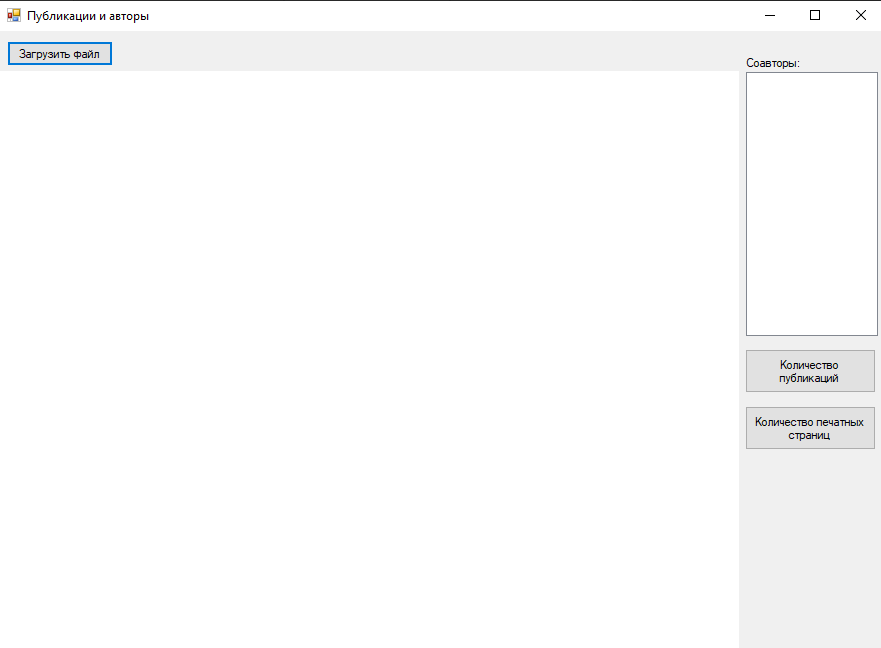 Публикации и авторы
Загрузить файл
Соавторы:
Количество
публикаций
Количество печатных
страниц